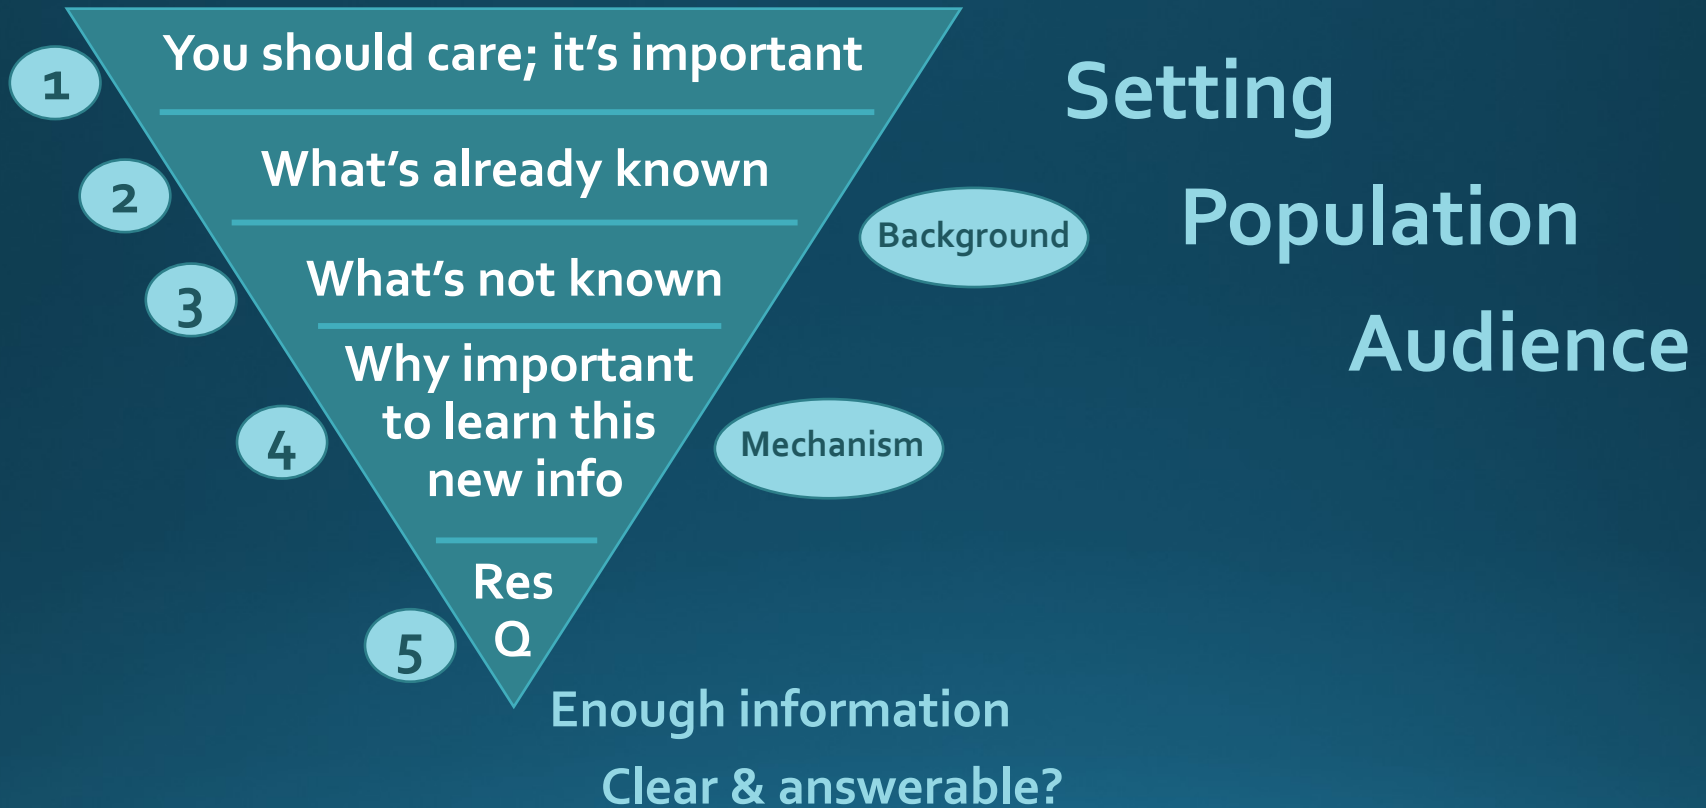 1
You should care; it's important
2
What's already known
3
What's not known
4
Why important
to learn this
new info
5
Res
Q
Background
Mechanism
Setting
Population
Audience
Enough information
Clear & answerable?